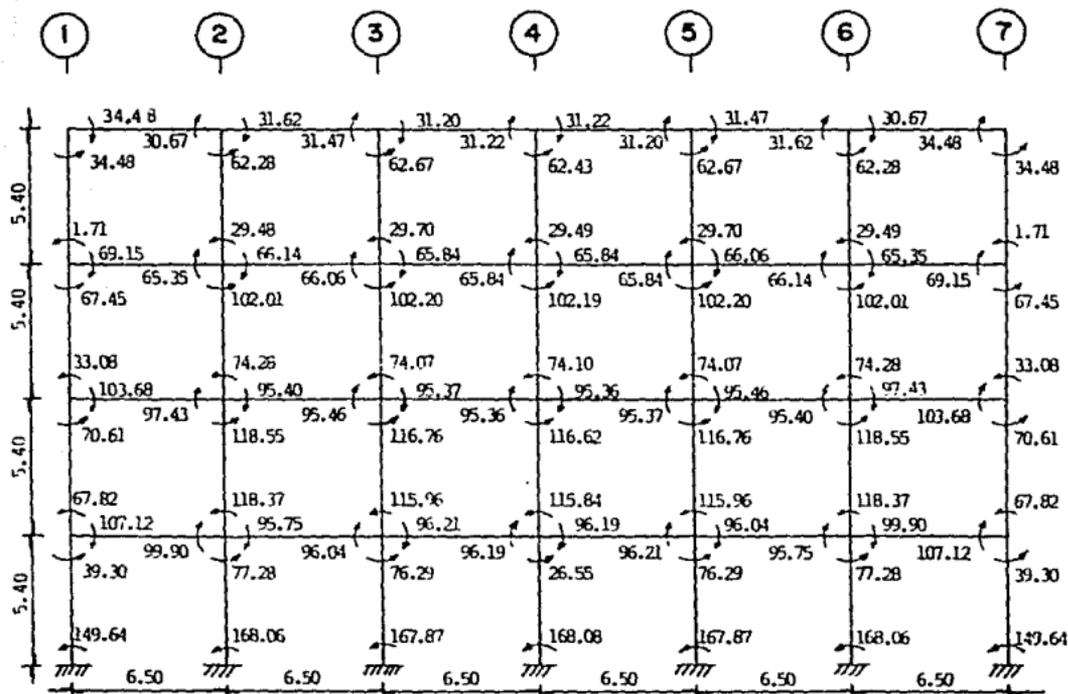 1 2 3 4 5 6 7
34.48 31.62 31.20 31.22 31.47 30.67
30.67 31.47 31.22 31.20 31.62 34.48
34.48 62.28 62.67 62.43 62.67 62.28 34.48
5.40
1.71 29.48 29.70 29.49 29.70 29.49 1.71
69.15 66.14 65.84 65.84 66.06 65.35
65.35 66.06 65.84 65.84 66.14 69.15
67.45 102.01 102.20 102.19 102.20 102.01 67.45
5.40
33.08 74.28 74.07 74.10 74.07 74.28 33.08
103.68 95.40 95.37 95.36 95.46 97.43
97.43 95.46 95.36 95.37 95.40 103.68
70.61 118.55 116.76 116.62 116.76 118.55 70.61
5.40
67.82 118.37 115.96 115.84 115.96 118.37 67.82
107.12 95.75 96.21 96.19 96.04 99.90
99.90 96.04 96.19 96.21 95.75 107.12
39.30 77.28 76.29 26.55 76.29 77.28 39.30
5.40
149.64 168.06 167.87 168.08 167.87 168.06 149.64
6.50 6.50 6.50 6.50 6.50 6.50